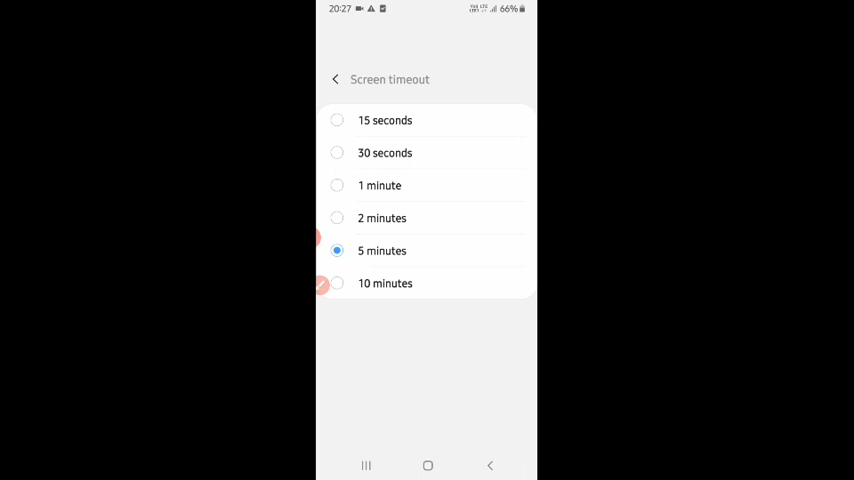 20:27 66%
Screen timeout
15 seconds
30 seconds
1 minute
2 minutes
5 minutes
10 minutes